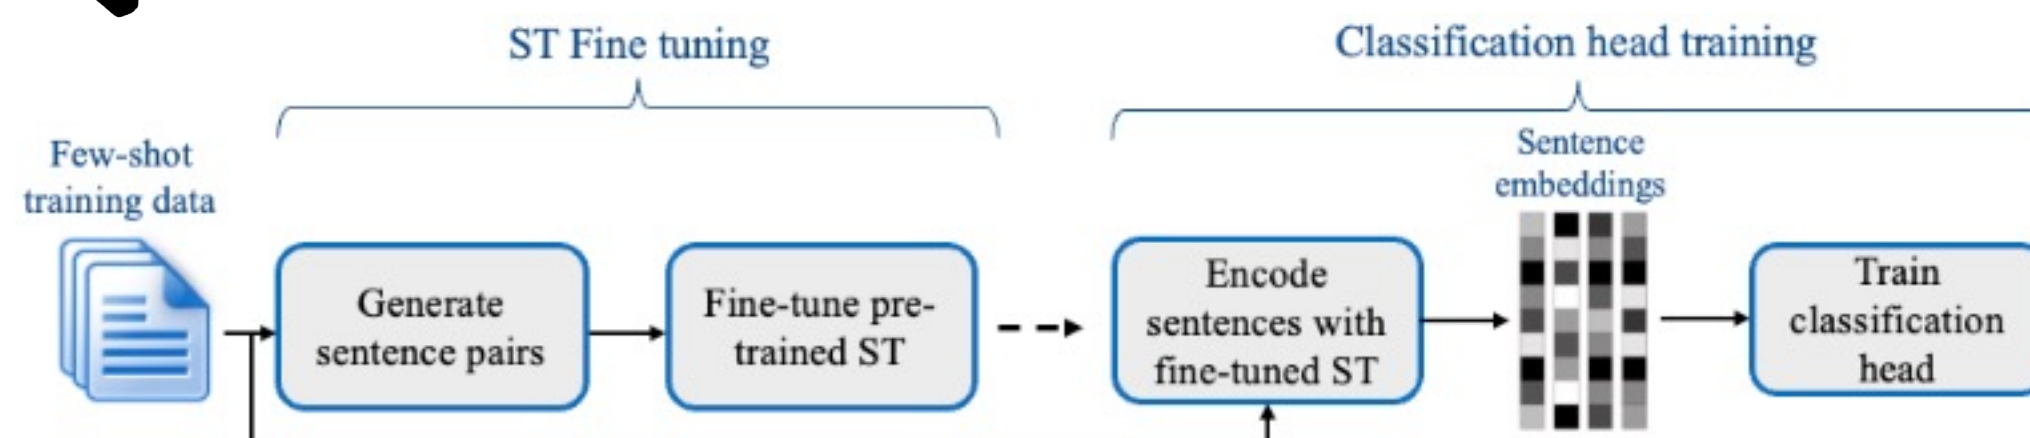 ST Fine tuning
Classification head training
Few-shot
training data
Generate
sentence pairs
Fine-tune pre-
trained ST
Encode
sentences with
fine-tuned ST
Sentence
embeddings
Train
classification
head